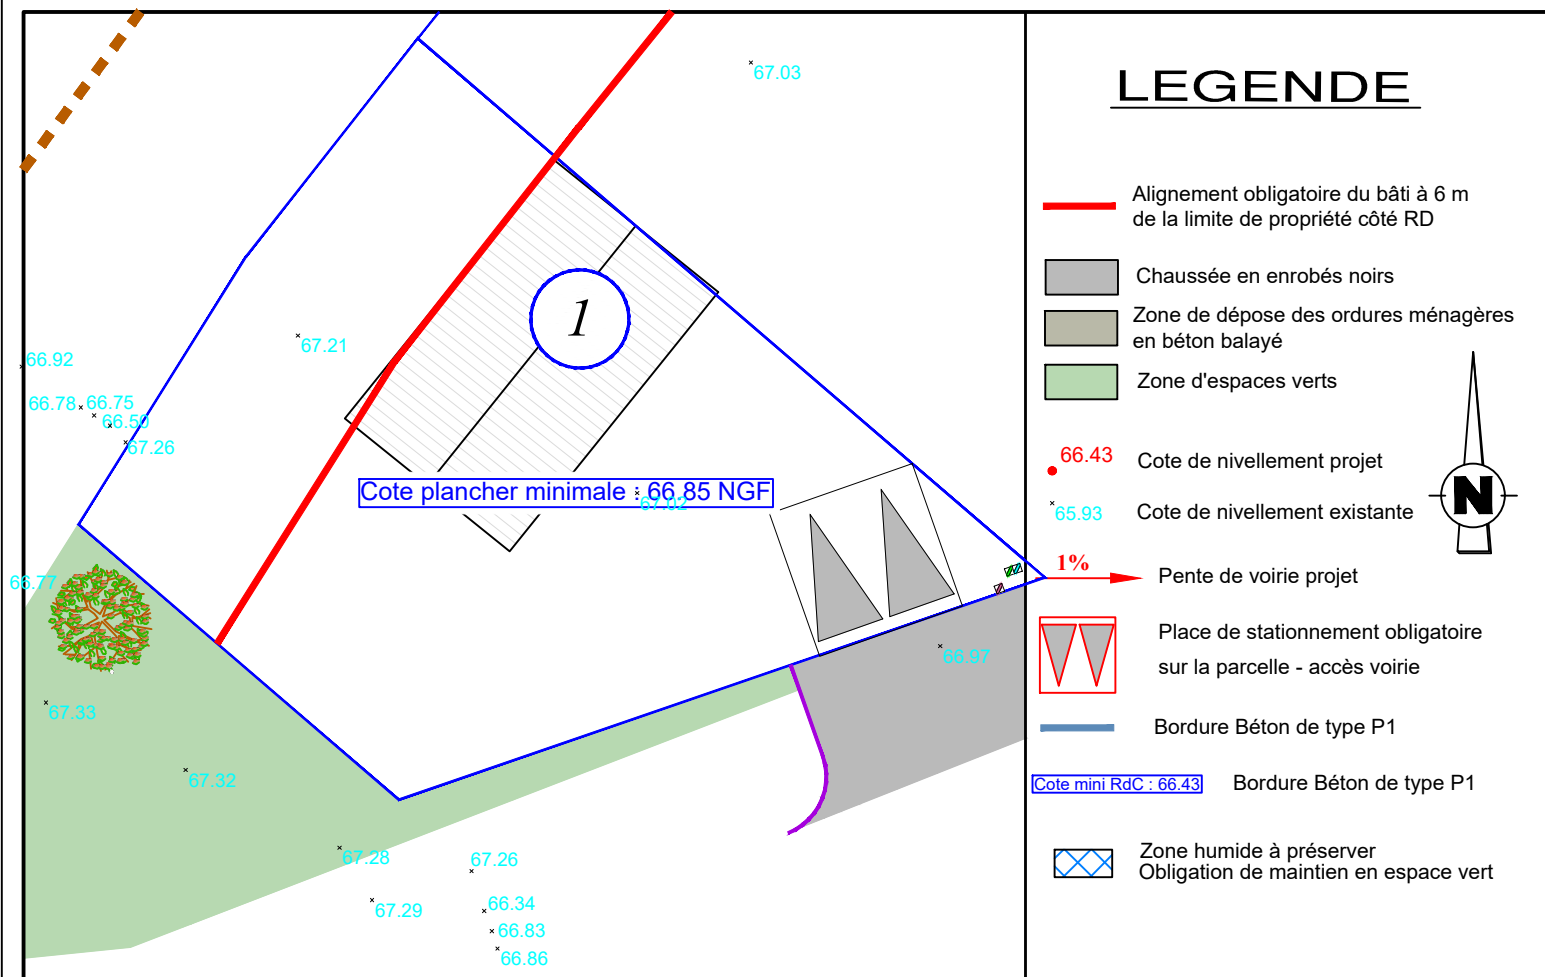 67.03
67.21
66.92
66.78
66.75
66.50
67.26
1
Cote plancher minimale : 66.85 NGF
67.02
66.77
66.97
67.33
67.32
67.28
67.26
67.29
66.34
66.83
66.86
LEGENDE
Alignement obligatoire du bâti à 6 m
de la limite de propriété côté RD
Chaussée en enrobés noirs
Zone de dépose des ordures ménagères
en béton balayé
Zone d'espaces verts
66.43
Cote de nivellement projet
65.93
Cote de nivellement existante
N
1%
Pente de voirie projet
Place de stationnement obligatoire
sur la parcelle - accès voirie
Bordure Béton de type P1
Cote mini RdC : 66.43
Bordure Béton de type P1
Zone humide à préserver
Obligation de maintien en espace vert